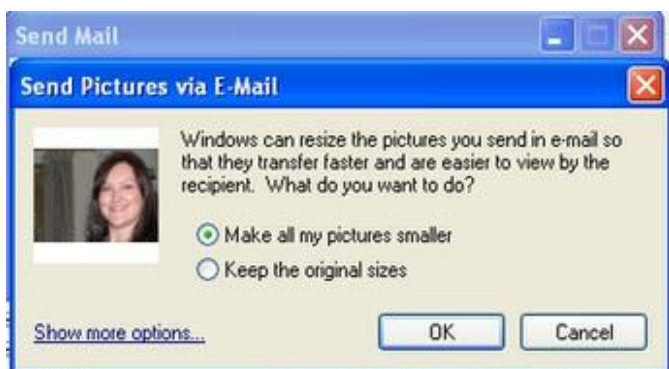 Send Mail
Send Pictures via E-Mail
Windows can resize the pictures you send in e-mail so
that they transfer faster and are easier to view by the
recipient. What do you want to do?
Make all my pictures smaller
Keep the original sizes
Show more options...
OK
Cancel